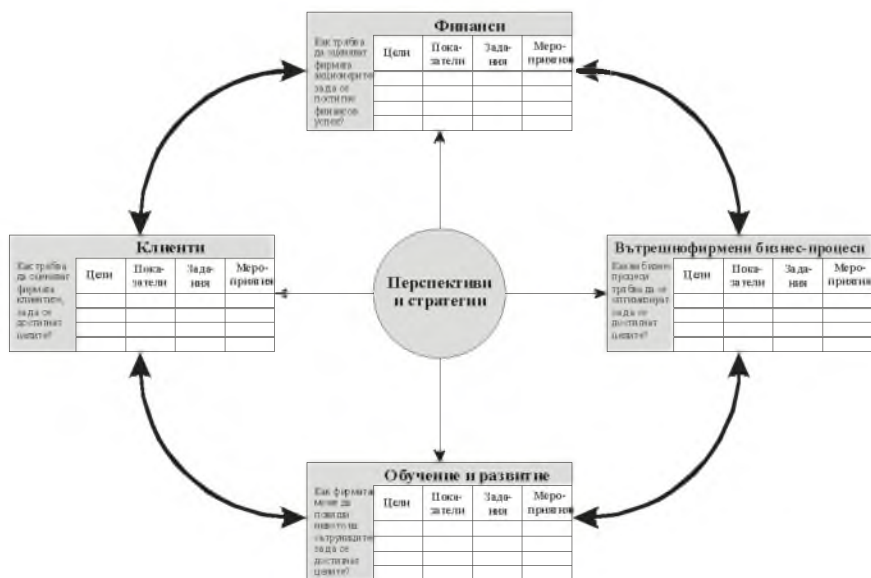 Финанси
Как трябва
да оценяват
фирмата
акционерите
за да се
постигне
финансов
успех?
Цели
Пока-
затели
Зада-
ния
Меро-
приятия
Клиенти
Как трябва
да оценяват
фирмата
клиентите,
за да се
достигнат
целите?
Цели
Пока-
затели
Зада-
ния
Меро-
приятия
Перспективи
и стратегии
Вътрешнофирмени бизнес-процеси
бизнес
процеси
трябва да се
оптимизират
за да се
достигнат
целите?
Цели
Пока-
затели
Зада-
ния
Меро-
приятия
Обучение и развитие
Как фирмата
може да
повиши
нивото на
за да се
достигнат
целите?
Цели
Пока-
затели
Зада-
ния
Меро-
приятия